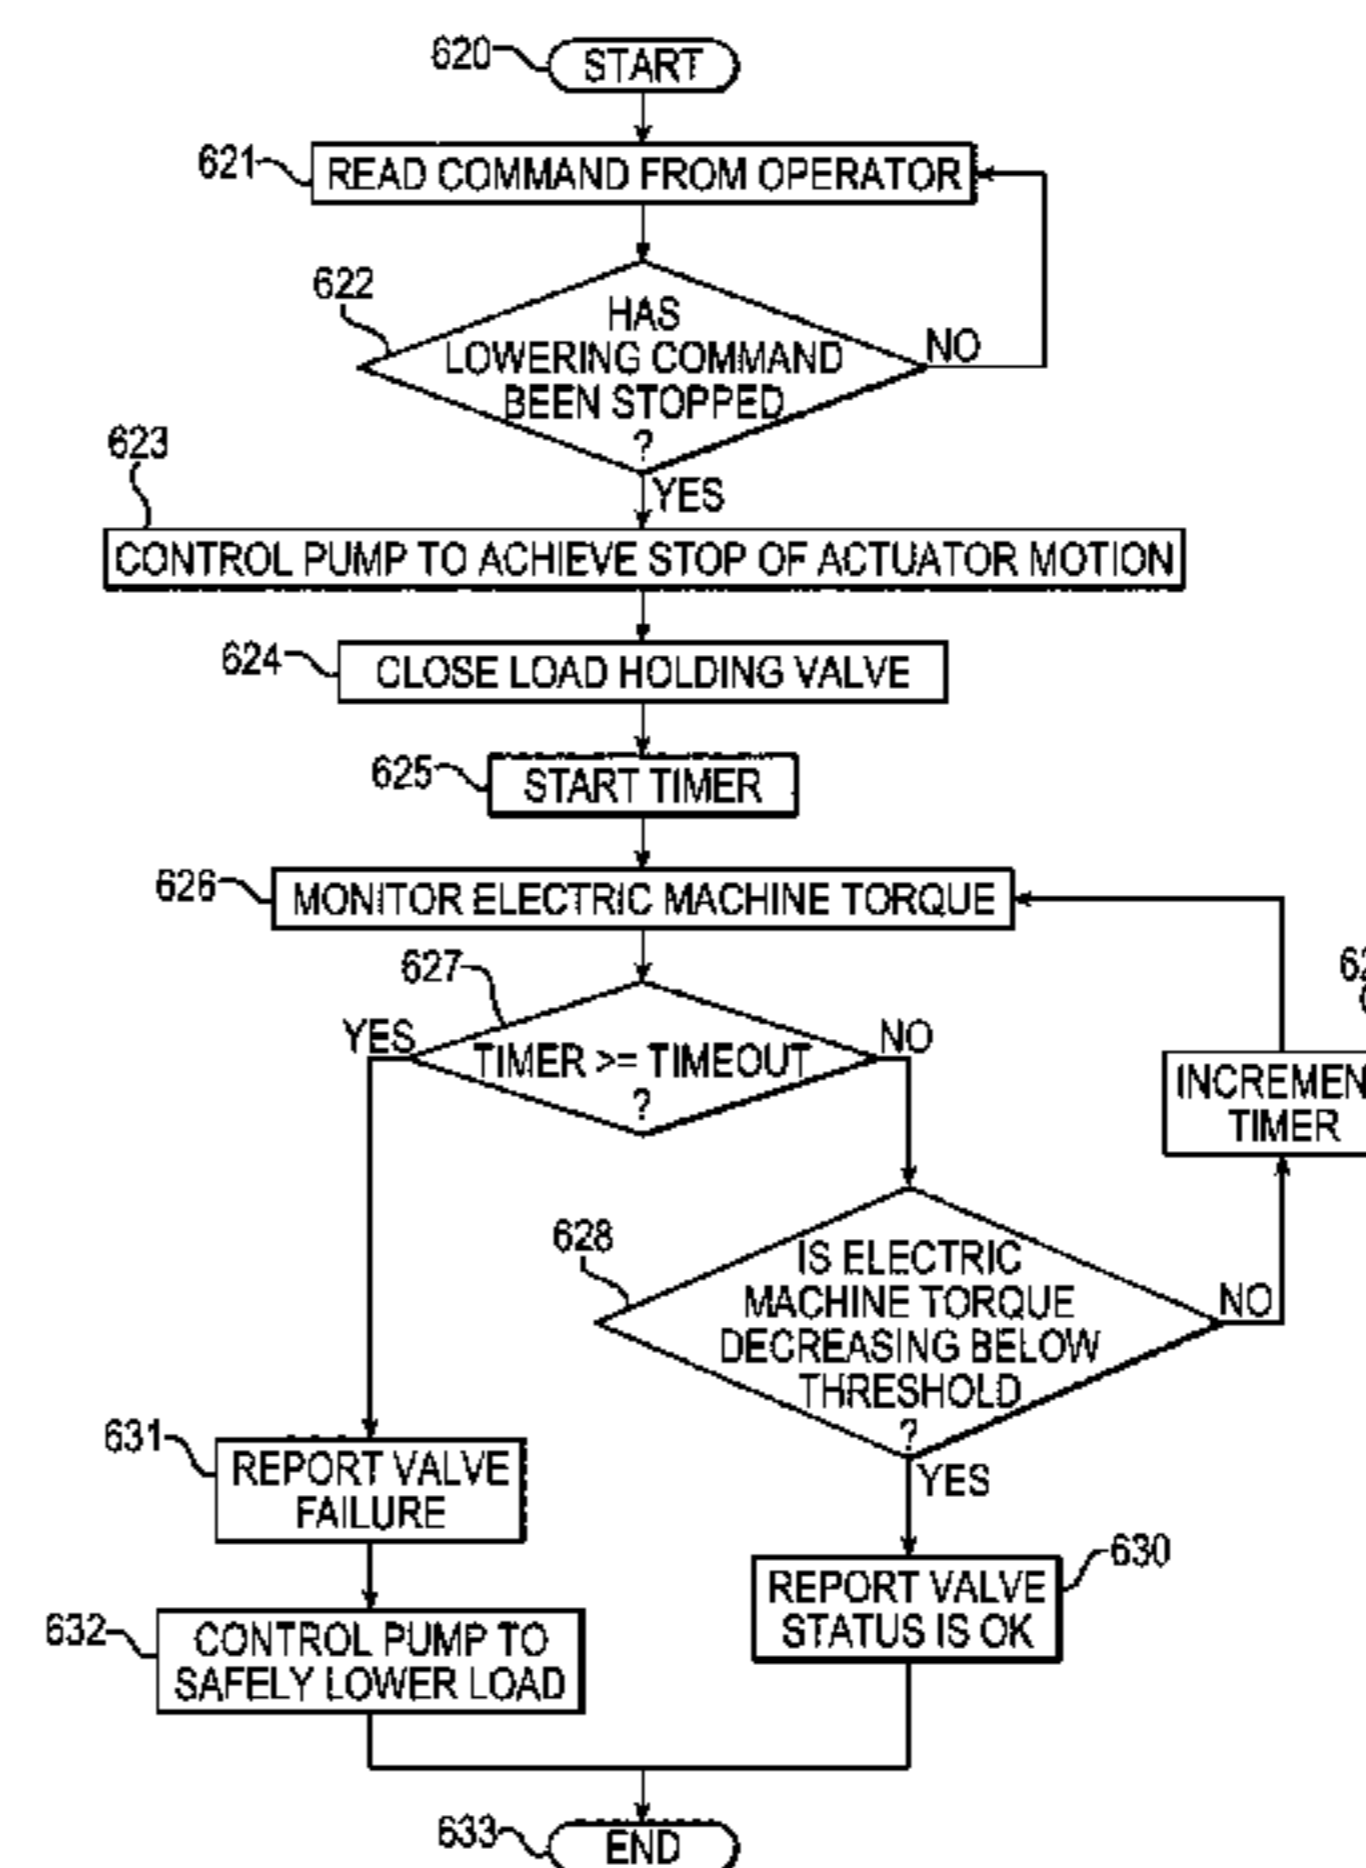 620
START
621
READ COMMAND FROM OPERATOR
622
HAS
LOWERING COMMAND
BEEN STOPPED
?
NO
YES
623
CONTROL PUMP TO ACHIEVE STOP OF ACTUATOR MOTION
624
CLOSE LOAD HOLDING VALVE
625
START TIMER
626
MONITOR ELECTRIC MACHINE TORQUE
627
YES
TIMER >= TIMEOUT
?
NO
INCREMEN
TIMER
628
IS ELECTRIC
MACHINE TORQUE
DECREASING BELOW
THRESHOLD
?
NO
YES
631
REPORT VALVE
FAILURE
630
REPORT VALVE
STATUS IS OK
632
CONTROL PUMP TO
SAFELY LOWER LOAD
633
END